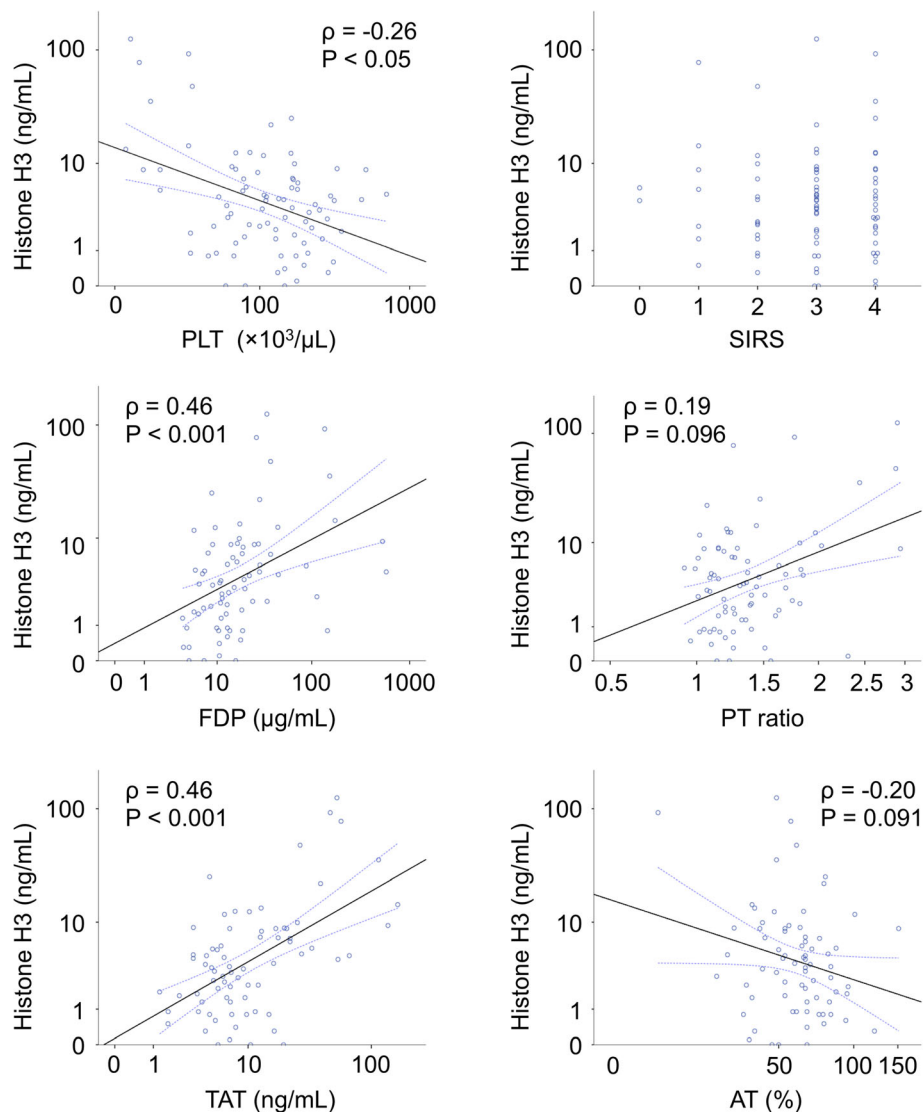 ρ = -0.26
P < 0.05
Histone H3 (ng/mL)
100
10
1
0
0 100 1000
PLT (×10³/µL)
Histone H3 (ng/mL)
100
10
1
0
0 1 2 3 4
SIRS
ρ = 0.46
P < 0.001
Histone H3 (ng/mL)
100
10
1
0
0 1 10 100 1000
FDP (µg/mL)
ρ = 0.19
P = 0.096
Histone H3 (ng/mL)
100
10
1
0
0.5 1 1.5 2 2.5 3
PT ratio
ρ = 0.46
P < 0.001
Histone H3 (ng/mL)
100
10
1
0
0 1 10 100
TAT (ng/mL)
ρ = -0.20
P = 0.091
Histone H3 (ng/mL)
100
10
1
0
0 50 100 150
AT (%)